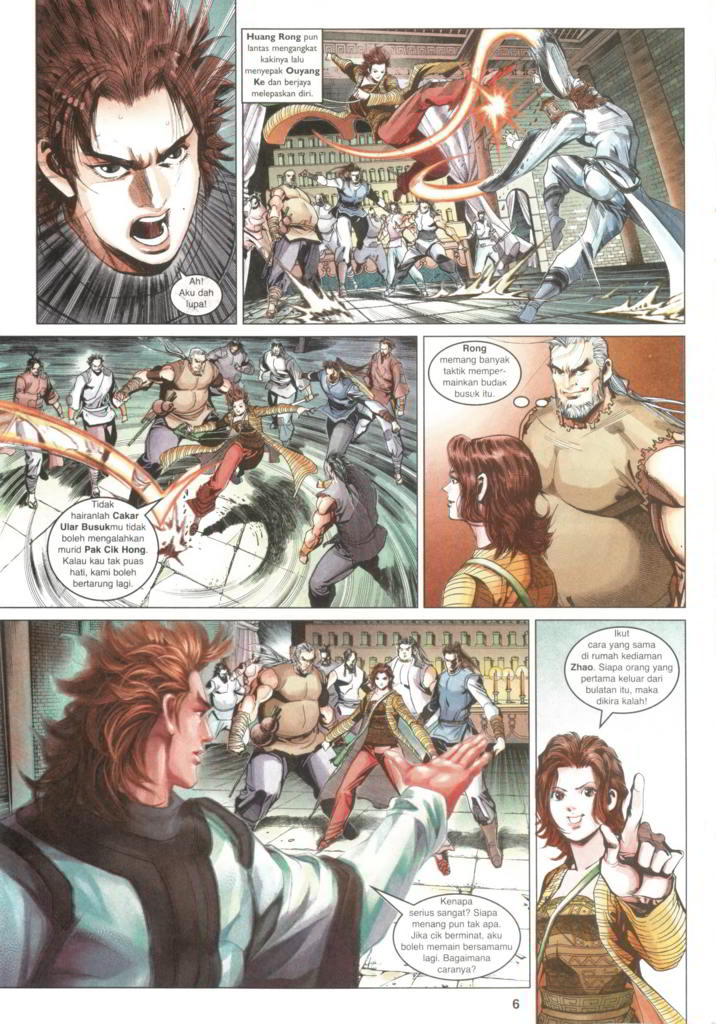 Ah!
Aku dah
lupa!
Huang Rong pun
lantas mengangkat
kakinya lalu
menyepak Ouyang
Ke dan berjaya
melepaskan diri.
Tidak
hairanlah Cakar
Ular Busukmu tidak
boleh mengalahkan
murid Pak Cik Hong.
Kalau kau tak puas
hati, kami boleh
bertarung lagi.
Rong
memang banyak
taktik memper-
mainkan budak
busuk itu.
Kenapa
serius sangat? Siapa
menang pun tak apa.
Jika cik berminat, aku
boleh memain bersamamu
lagi. Bagaimana
caranya?
Ikut
cara yang sama
di rumah kediaman
Zhao. Siapa orang yang
pertama keluar dari
bulatan itu, maka
dikira kalah!
6